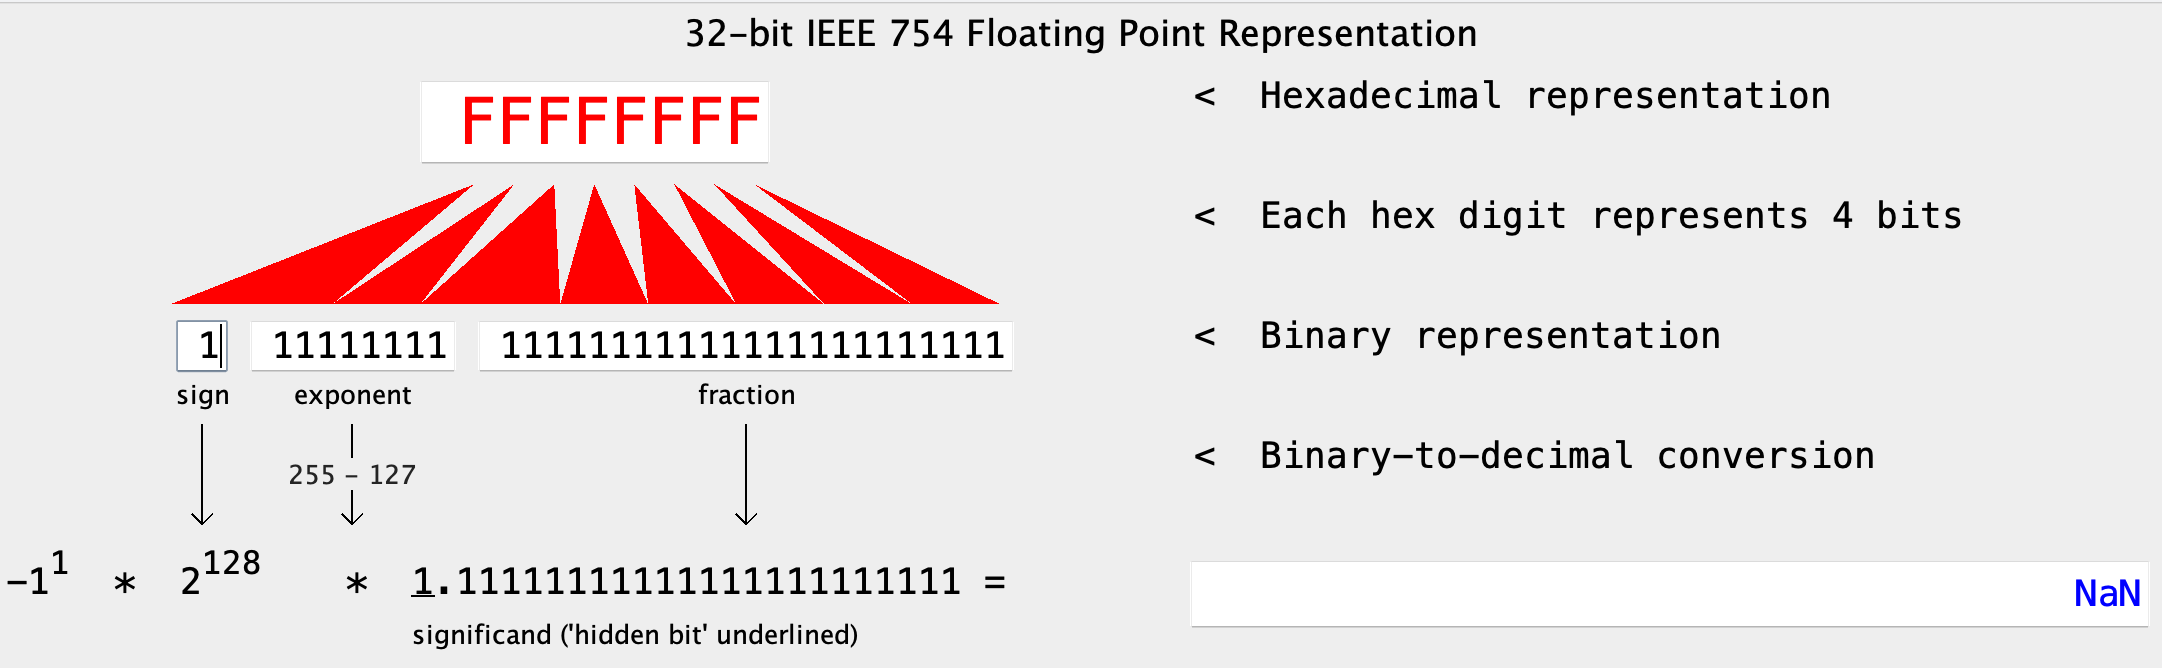 32-bit IEEE 754 Floating Point Representation
FFFFFFFF
< Hexadecimal representation
< Each hex digit represents 4 bits
1 11111111 11111111111111111111111
< Binary representation
sign exponent fraction
255 - 127
< Binary-to-decimal conversion
-1^1 * 2^128 * 1.11111111111111111111111 =
NaN
significand ('hidden bit' underlined)